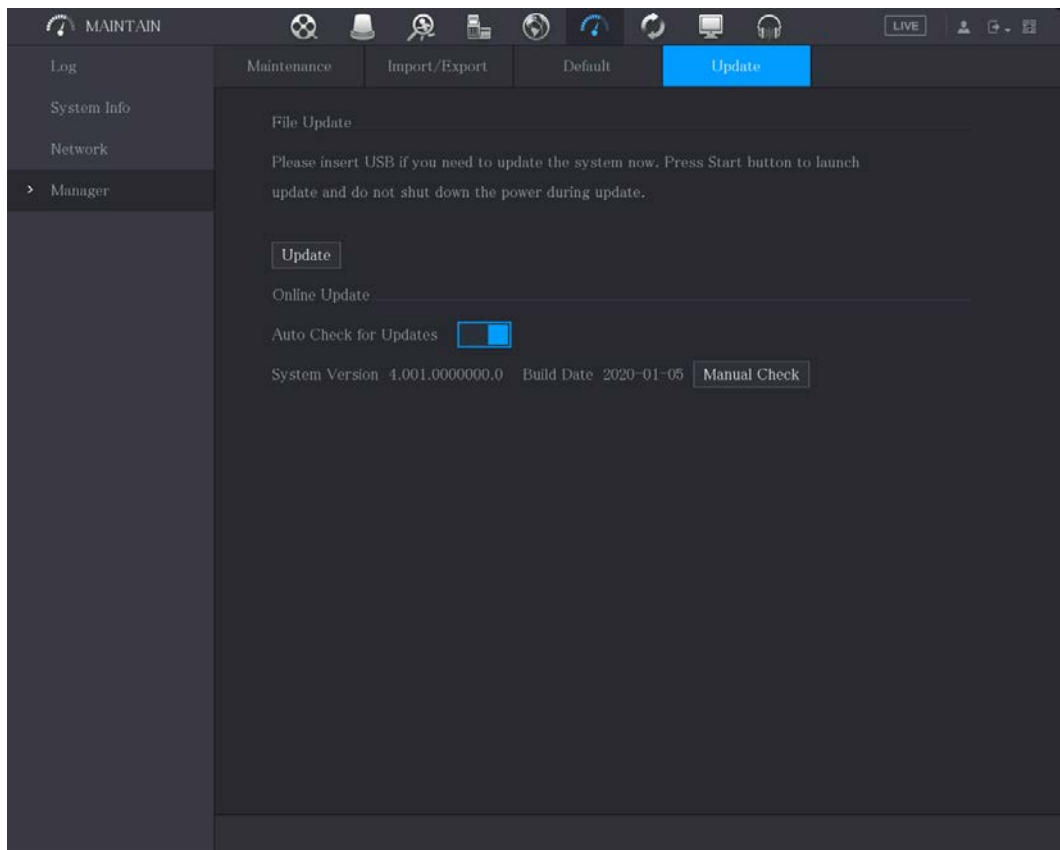 MAINTAIN
LIVE
Log
System Info
Network
Manager
Maintenance
Import/Export
Default
Update
File Update
Please insert USB if you need to update the system now. Press Start button to launch
update and do not shut down the power during update.
Update
Online Update
Auto Check for Updates
System Version 4.001.0000000.0 Build Date 2020-01-05 Manual Check